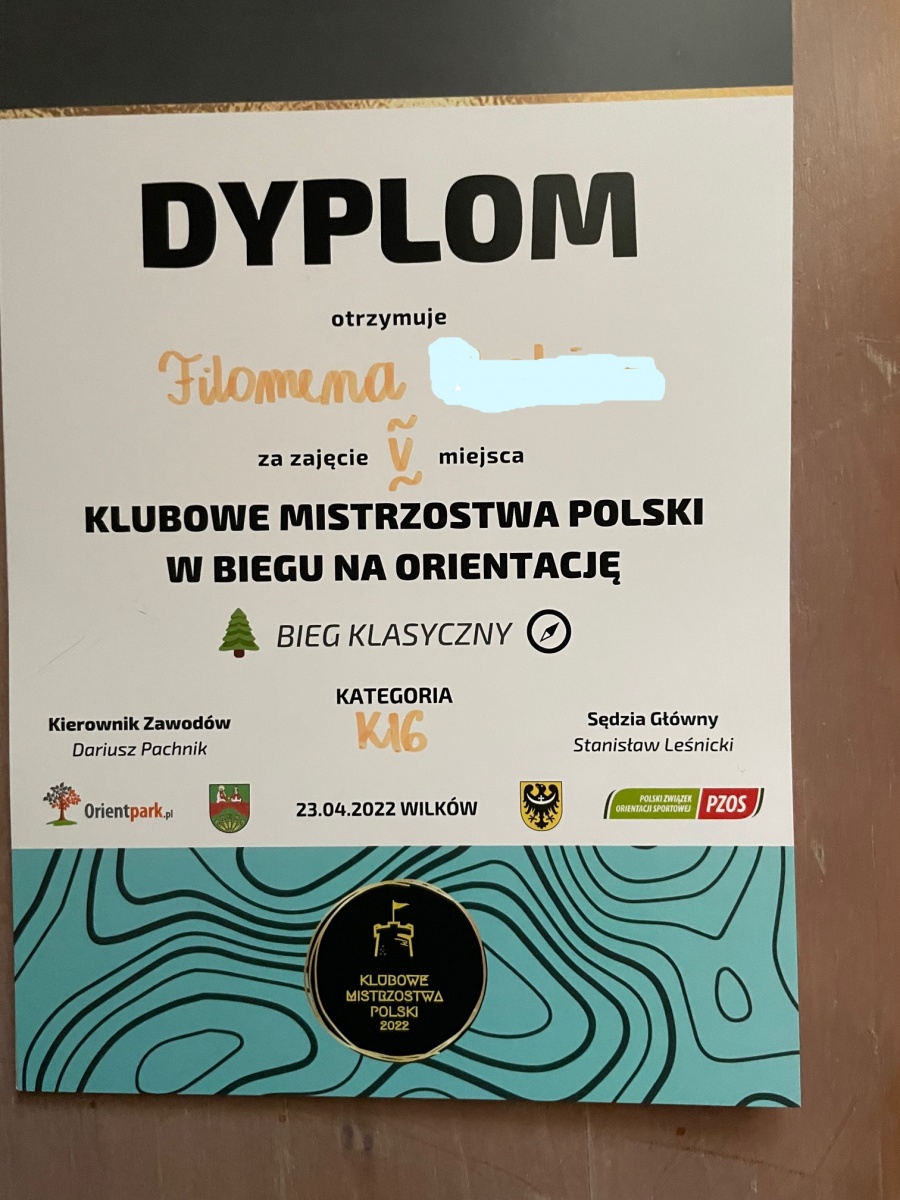 DYPLOM
otrzymuje
Filomena
za zajęcie V miejsca
KLUBOWE MISTRZOSTWA POLSKI
W BIEGU NA ORIENTACJĘ
BIEG KLASYCZNY
KATEGORIA
K16
Kierownik Zawodów
Dariusz Pachnik
Sędzia Główny
Stanisław Leśnicki
Orientpark.pl
23.04.2022 WILKÓW
POLSKI ZWIĄZEK
ORIENTACJI SPORTOWEJ
PZOS
KLUBOWE
MISTRZOSTWA
POLSKI
2022